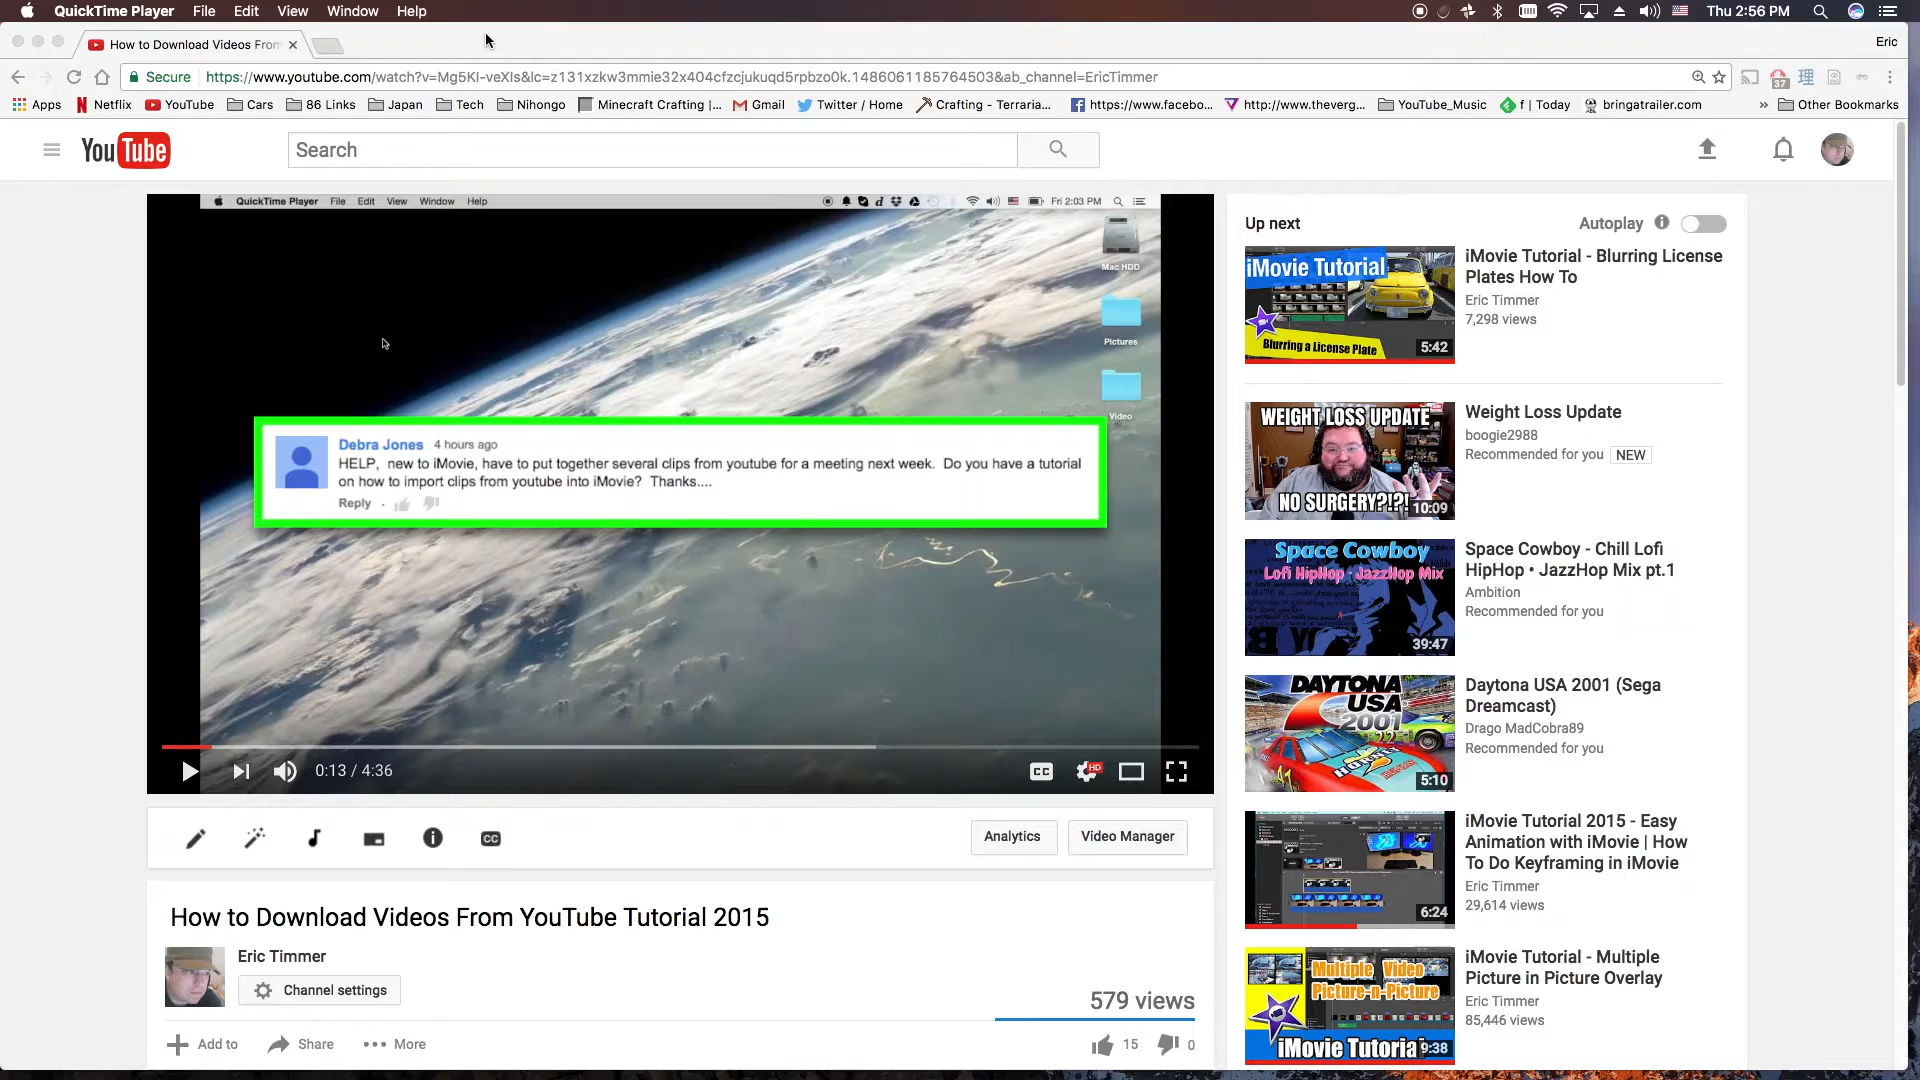 QuickTime Player File Edit View Window Help
Thu 2:56 PM
How to Download Videos From
Eric
Secure https://www.youtube.com/watch?v=Mg5KI-veXIs&lc=z131xzkw3mmie32x404cfzcjukuqd5rpbzo0k.1486061185764503&ab_channel=EricTimmer
37 理
Apps Netflix YouTube Cars 86 Links Japan Tech Nihongo Minecraft Crafting |... Gmail Twitter / Home Crafting - Terraria... https://www.facebo... http://www.theverg... YouTube_Music f | Today bringatrailer.com » Other Bookmarks
YouTube
Search
QuickTime Player File Edit View Window Help
Fri 2:03 PM
Mac HDD
Pictures
Video
Debra Jones 4 hours ago
HELP, new to iMovie, have to put together several clips from youtube for a meeting next week. Do you have a tutorial
on how to import clips from youtube into iMovie? Thanks....
Reply
0:13 / 4:36
CC HD
CC
Analytics
Video Manager
How to Download Videos From YouTube Tutorial 2015
Eric Timmer
Channel settings
579 views
Add to Share More
15 0
Up next
Autoplay
iMovie Tutorial
Blurring a License Plate
5:42
iMovie Tutorial - Blurring License
Plates How To
Eric Timmer
7,298 views
WEIGHT LOSS UPDATE
NO SURGERY?!?!
10:09
Weight Loss Update
boogie2988
Recommended for you NEW
Space Cowboy
Lofi HipHop · JazzHop Mix
39:47
Space Cowboy - Chill Lofi
HipHop • JazzHop Mix pt.1
Ambition
Recommended for you
DAYTONA
USA
2001
HORNET
5:10
Daytona USA 2001 (Sega
Dreamcast)
Drago MadCobra89
Recommended for you
6:24
iMovie Tutorial 2015 - Easy
Animation with iMovie | How
To Do Keyframing in iMovie
Eric Timmer
29,614 views
Multiple Video
Picture-n-Picture
iMovie Tutorial
9:38
iMovie Tutorial - Multiple
Picture in Picture Overlay
Eric Timmer
85,446 views